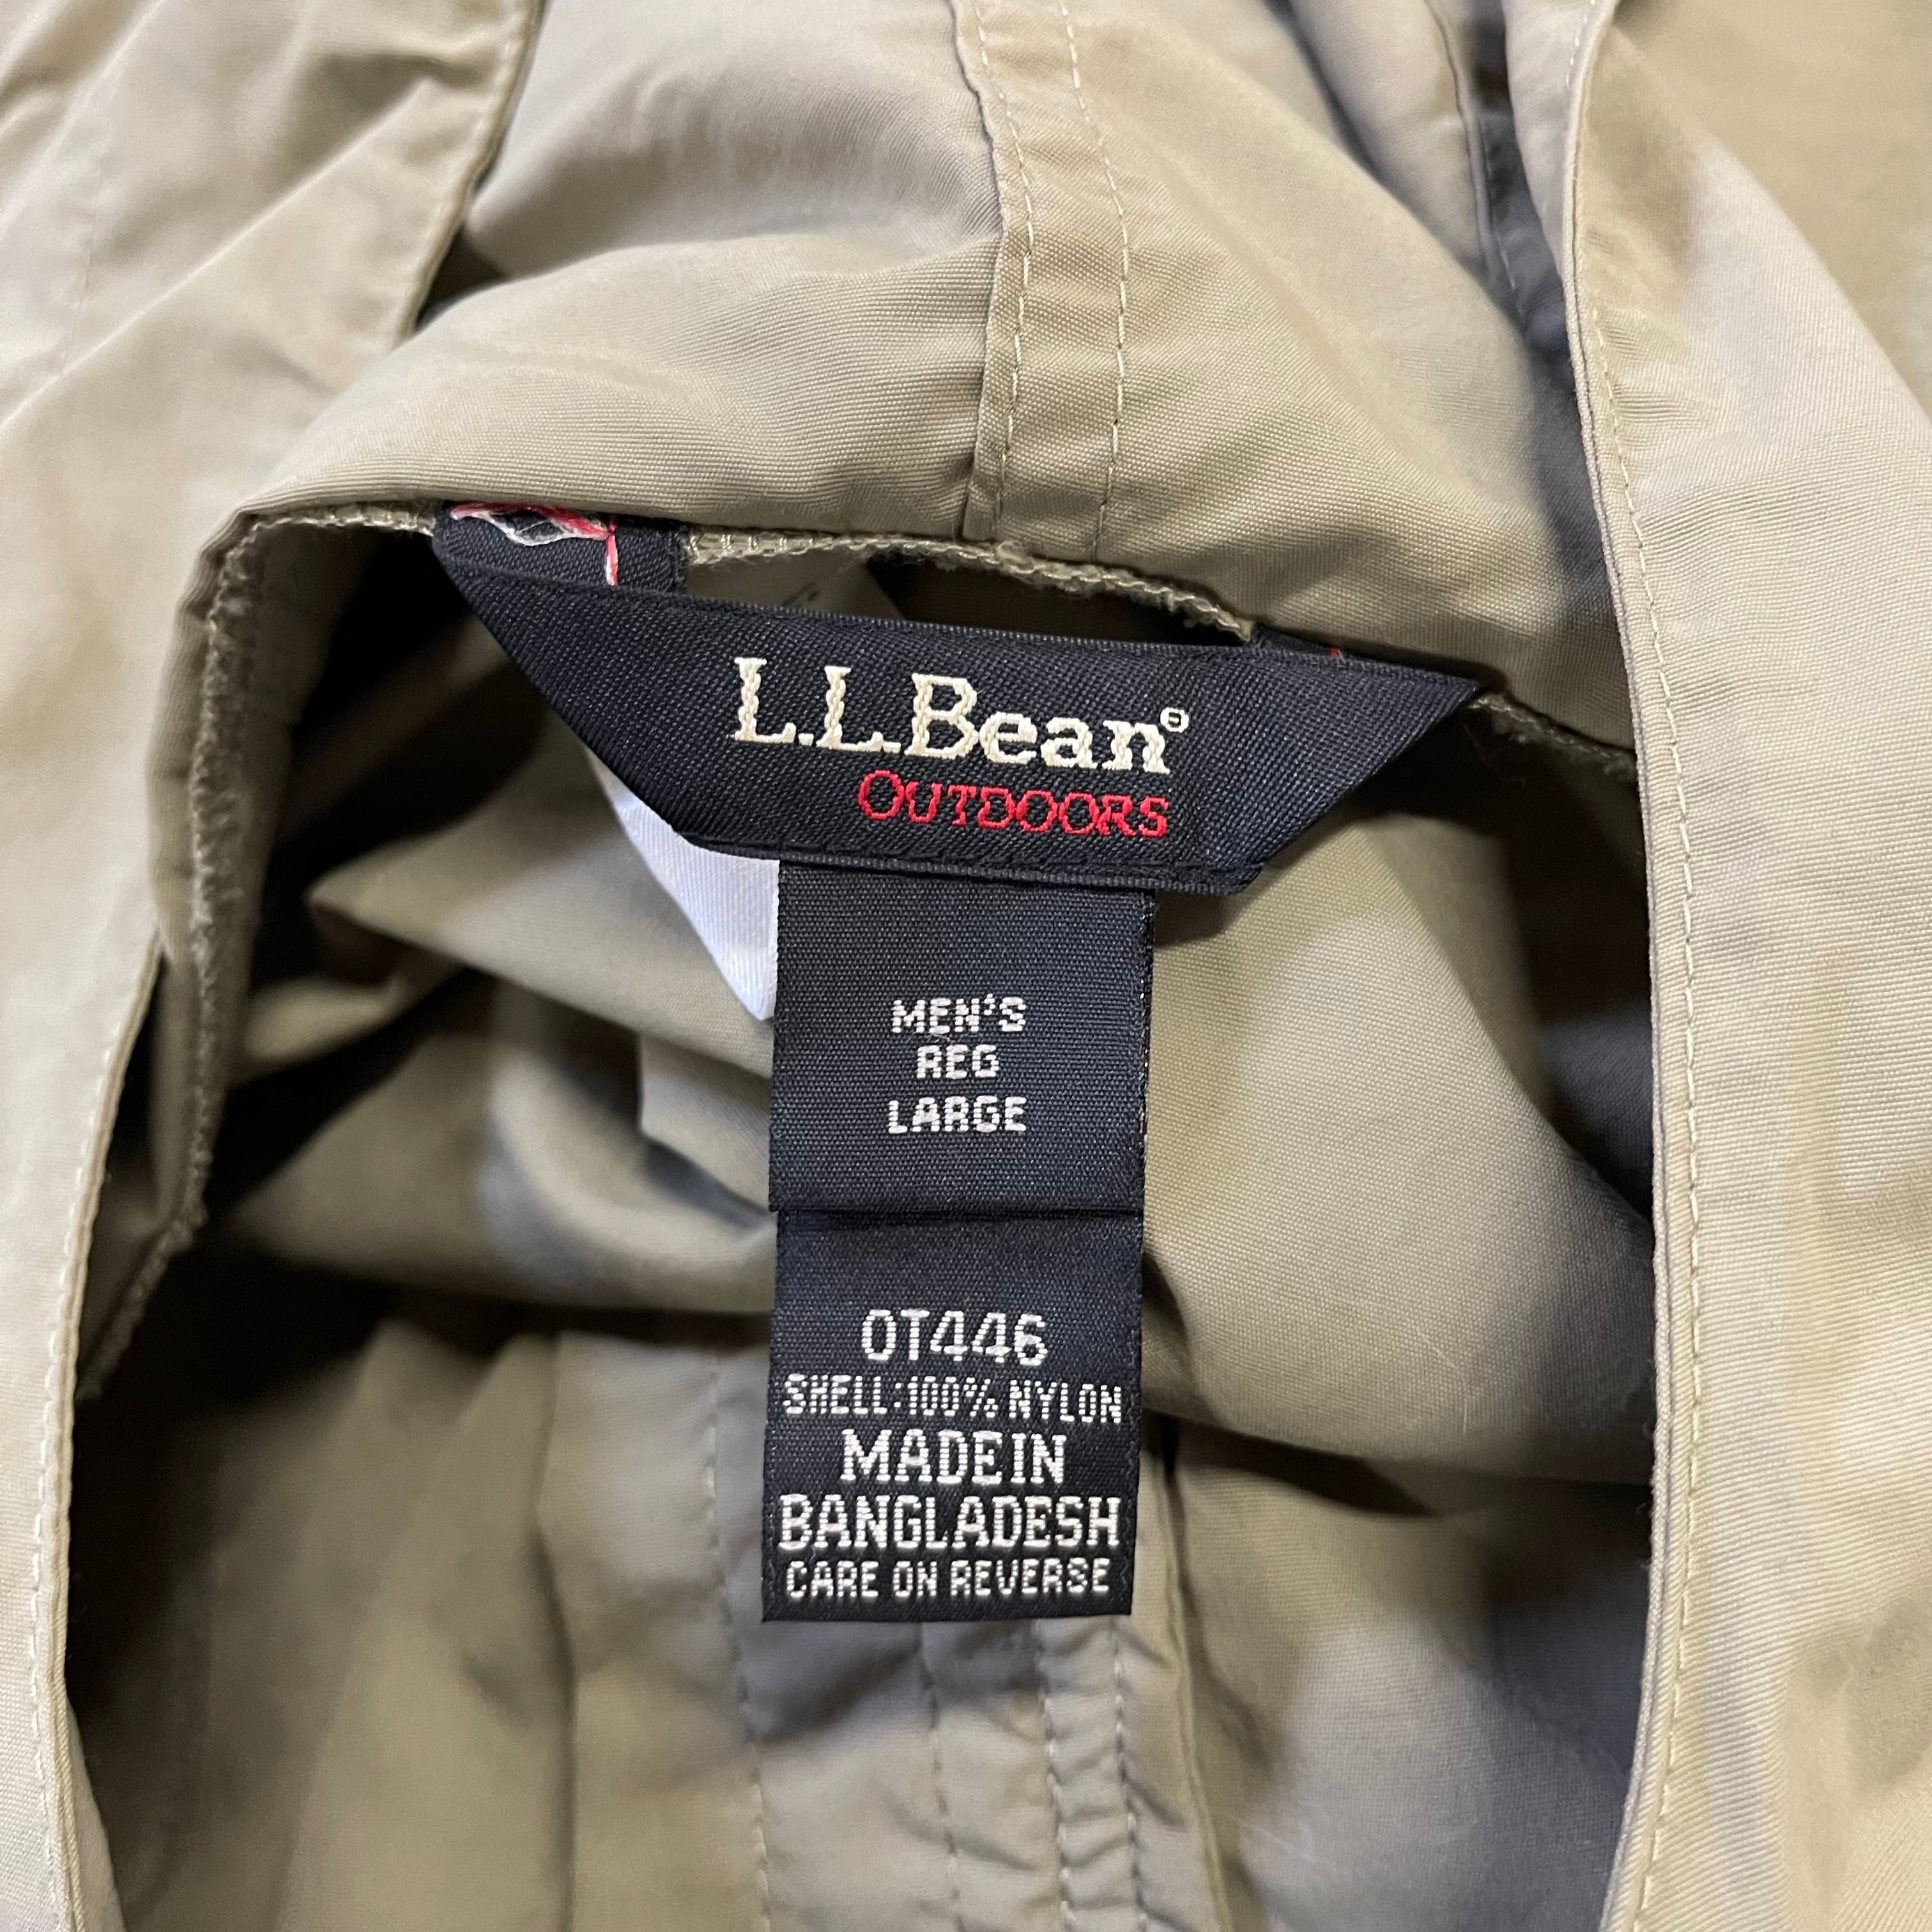 L.L.Bean®
OUTDOORS
MEN'S
REG
LARGE
0T446
SHELL:100% NYLON
MADE IN
BANGLADESH
CARE ON REVERSE